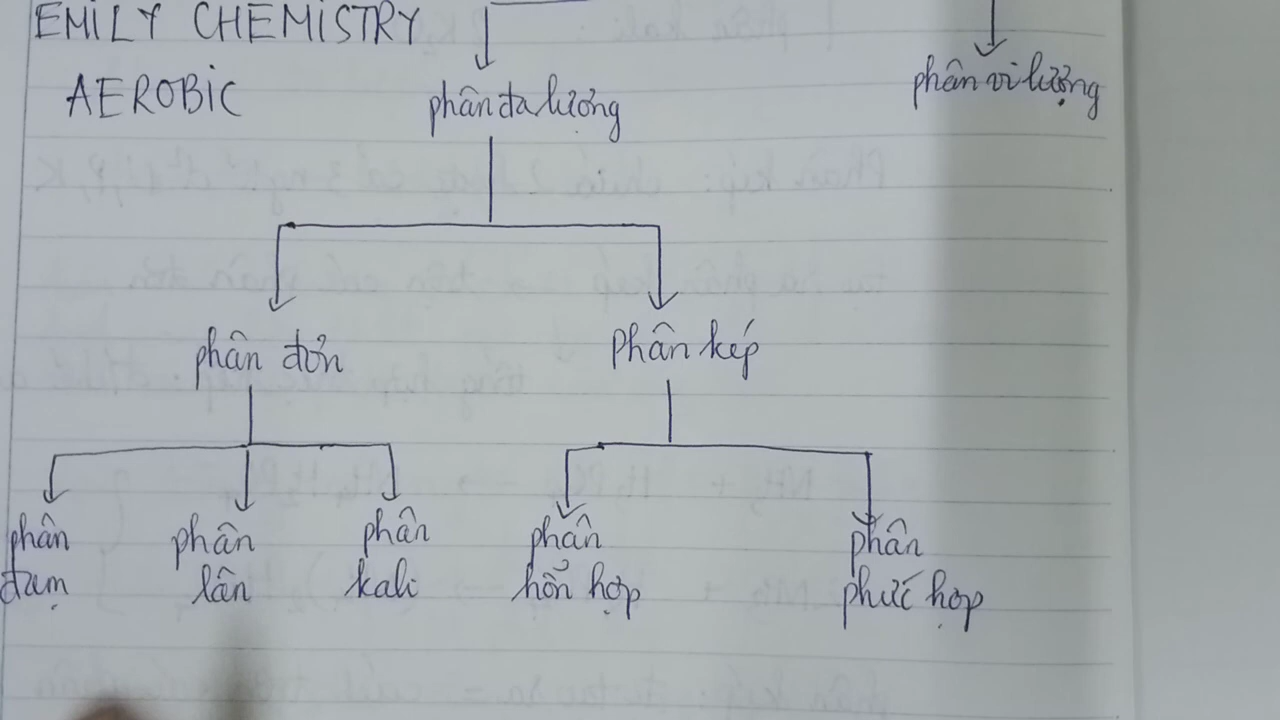 EMILY CHEMISTRY
AEROBIC
phân đa lượng
phân vi lượng
phân đơn
Phân kép
phân
đạm
phân
lân
phân
kali
phân
hỗn hợp
phân
phức hợp